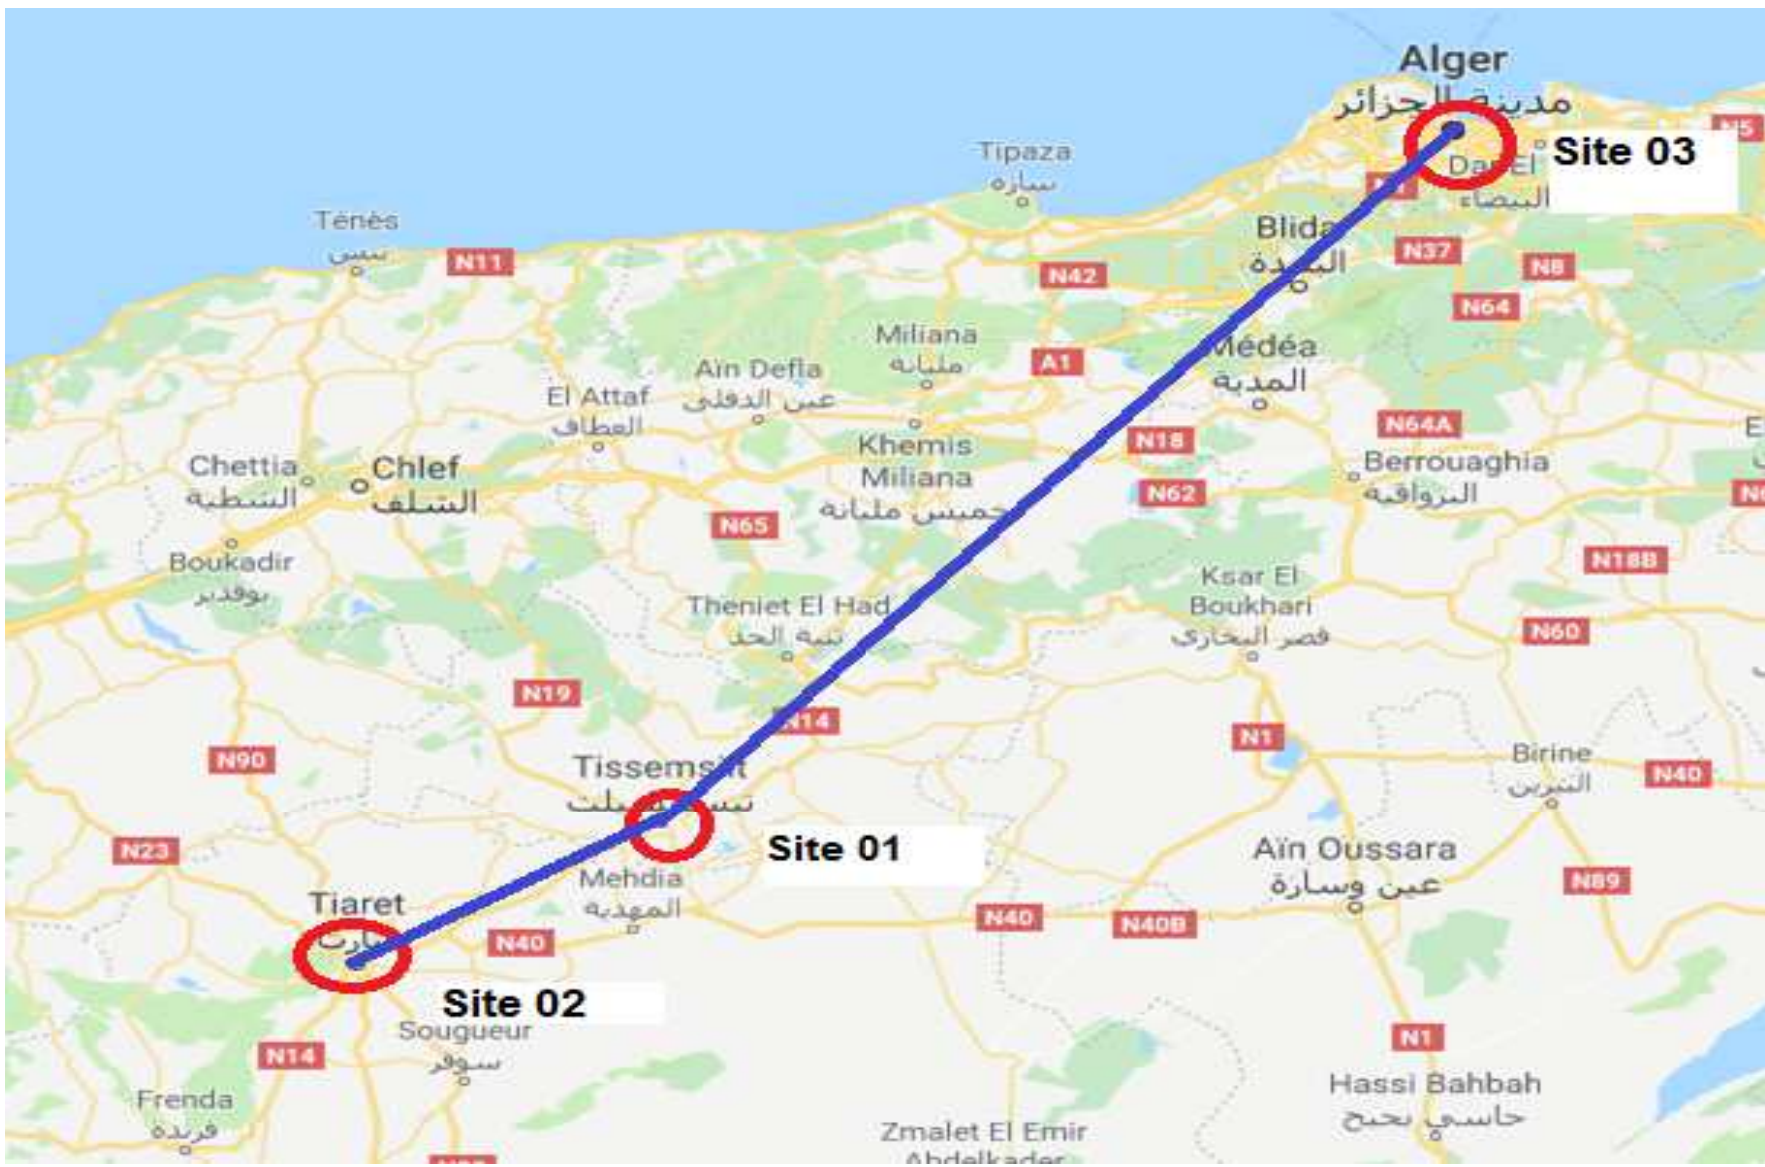 Alger
مدينة الجزائر
N5
Site 03
Dar El
البيضاء
Tipaza
تيبازة
Ténès
تنس
N11
Blida
البليدة
N37
N8
N42
N64
Miliana
مليانة
Médéa
المدية
A1
Aïn Defla
عين الدفلى
El Attaf
العطاف
N64A
N18
Khemis
Miliana
خميس مليانة
Berrouaghia
البرواقية
Chettia
الشطية
Chlef
الشلف
N62
N65
Boukadir
بوقدير
N18B
Ksar El
Boukhari
قصر البخاري
Theniet El Had
ثنية الحد
N60
N19
N14
N1
N90
Birine
البيرين
N40
Tissemsilt
تيسمسيلت
Site 01
N23
Aïn Oussara
عين وسارة
Mehdia
المهدية
N89
Tiaret
تيارت
N40
N40
N40B
Site 02
Sougueur
سوقر
N14
N1
Hassi Bahbah
حاسي بحبح
Frenda
فرندة
Zmalet El Emir
Abdelkader